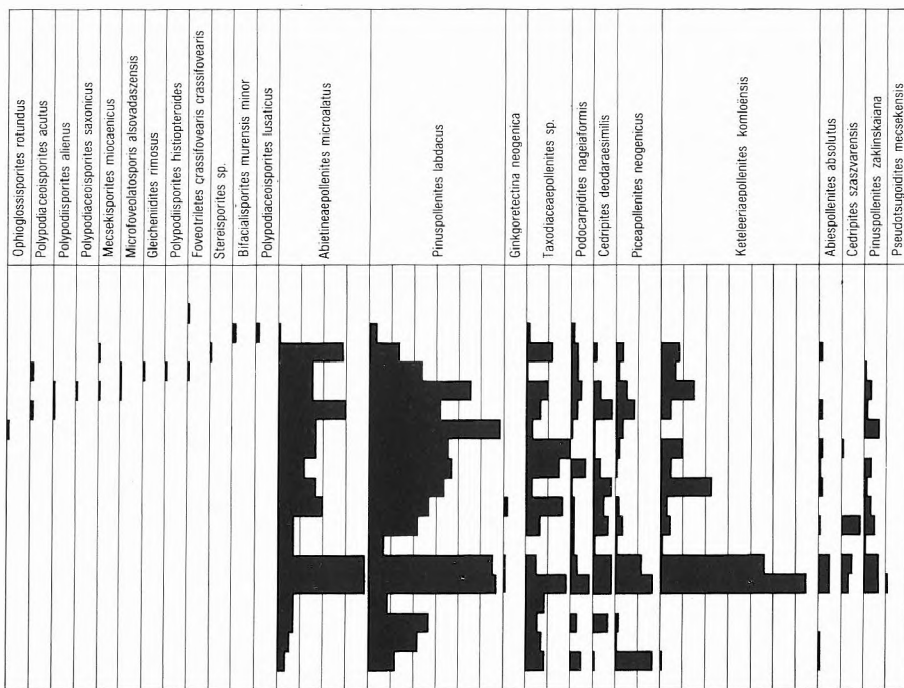 Ophioglossisporites rotundus
Polypodiaceoisporites acutus
Polypodiisporites alienus
Polypodiaceoisporites saxonicus
Mecsekisporites miocaenicus
Microfoveolatosporis alsovadaszensis
Gleicheniidites rimosus
Polypodiisporites histiopteroides
Foveotriletes crassifovearis crassifovearis
Stereisporites sp.
Bifacialisporites murensis minor
Polypodiaceoisporites lusaticus
Abietineaepollenites microalatus
Pinuspollenites labdacus
Ginkgoretectina neogenica
Taxodiaceaepollenites sp.
Podocarpidites nageiaformis
Cedripites deodaraesimilis
Piceapollenites neogenicus
Keteleeriaepollenites komloënsis
Abiespollenites absolutus
Cedripites szaszvarensis
Pinuspollenites zaklinskaiana
Pseudotsugoidites mecsekensis